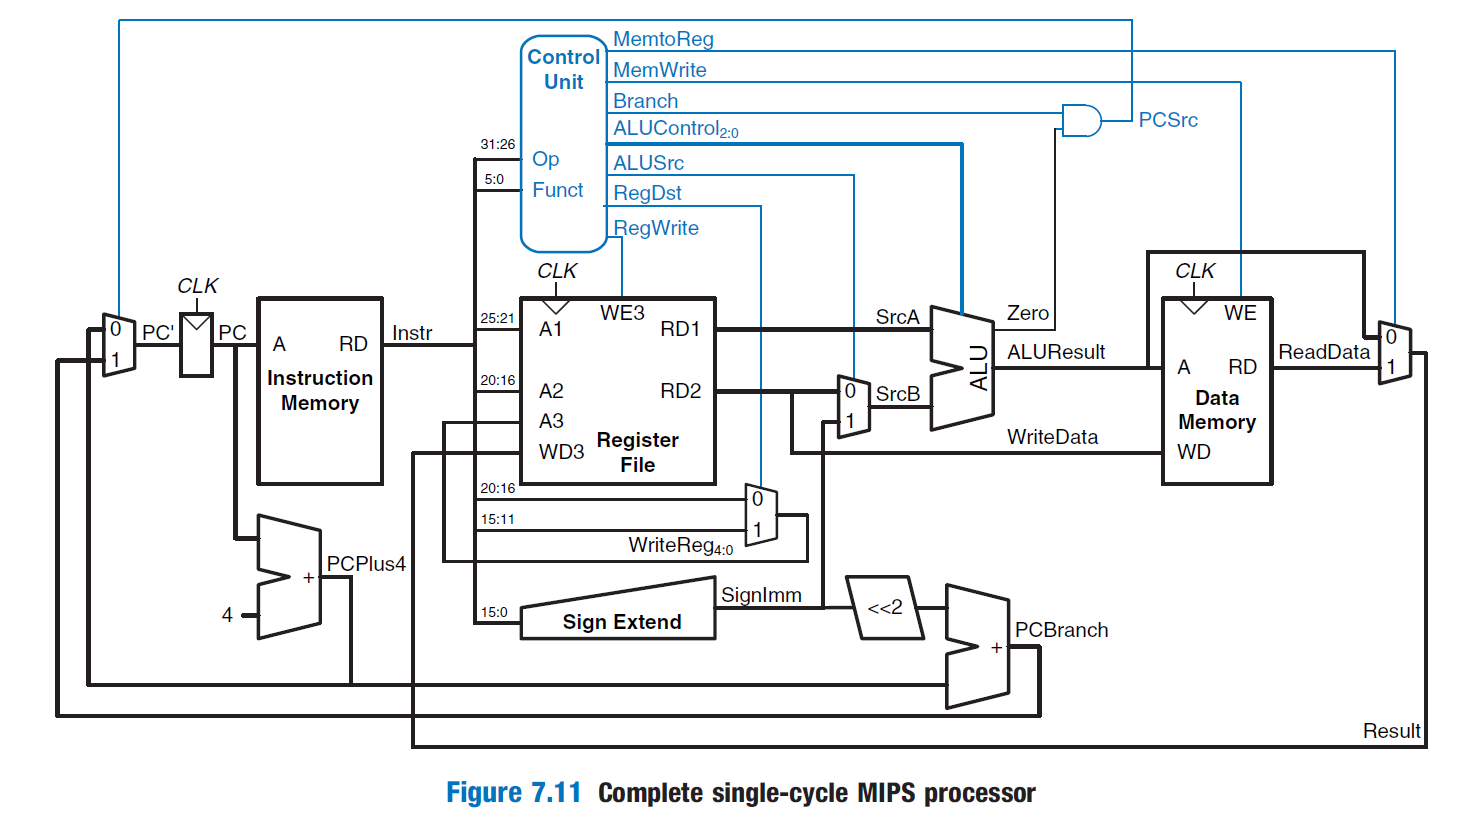 MemtoReg
Control
Unit
MemWrite
Branch
ALUControl2:0
PCSrc
31:26
Op
ALUSrc
5:0
Funct
RegDst
RegWrite
CLK
CLK
CLK
0
1
PC'
PC
A
RD
Instruction
Memory
Instr
25:21
A1
WE3
RD1
20:16
A2
RD2
A3
WD3
Register
File
SrcA
0
1
SrcB
ALU
Zero
ALUResult
WriteData
WE
A
RD
Data
Memory
WD
ReadData
0
1
20:16
0
15:11
1
WriteReg4:0
PCPlus4
+
4
15:0
Sign Extend
SignImm
<<2
+
PCBranch
Result
Figure 7.11 Complete single-cycle MIPS processor